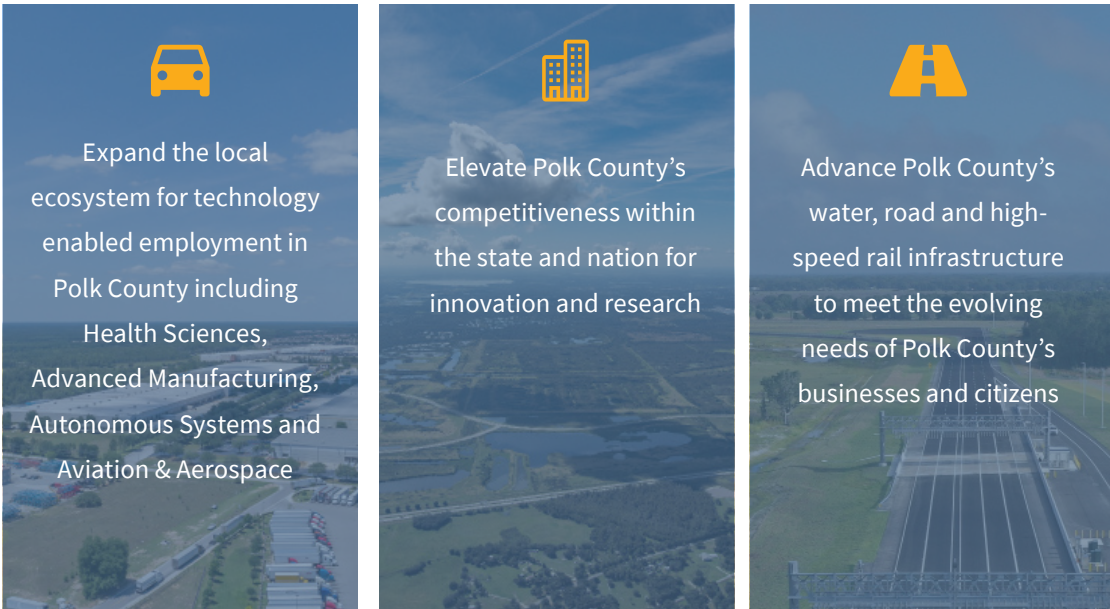 Expand the local
ecosystem for technology
enabled employment in
Polk County including
Health Sciences,
Advanced Manufacturing,
Autonomous Systems and
Aviation & Aerospace
Elevate Polk County’s
competitiveness within
the state and nation for
innovation and research
Advance Polk County’s
water, road and high-
speed rail infrastructure
to meet the evolving
needs of Polk County’s
businesses and citizens